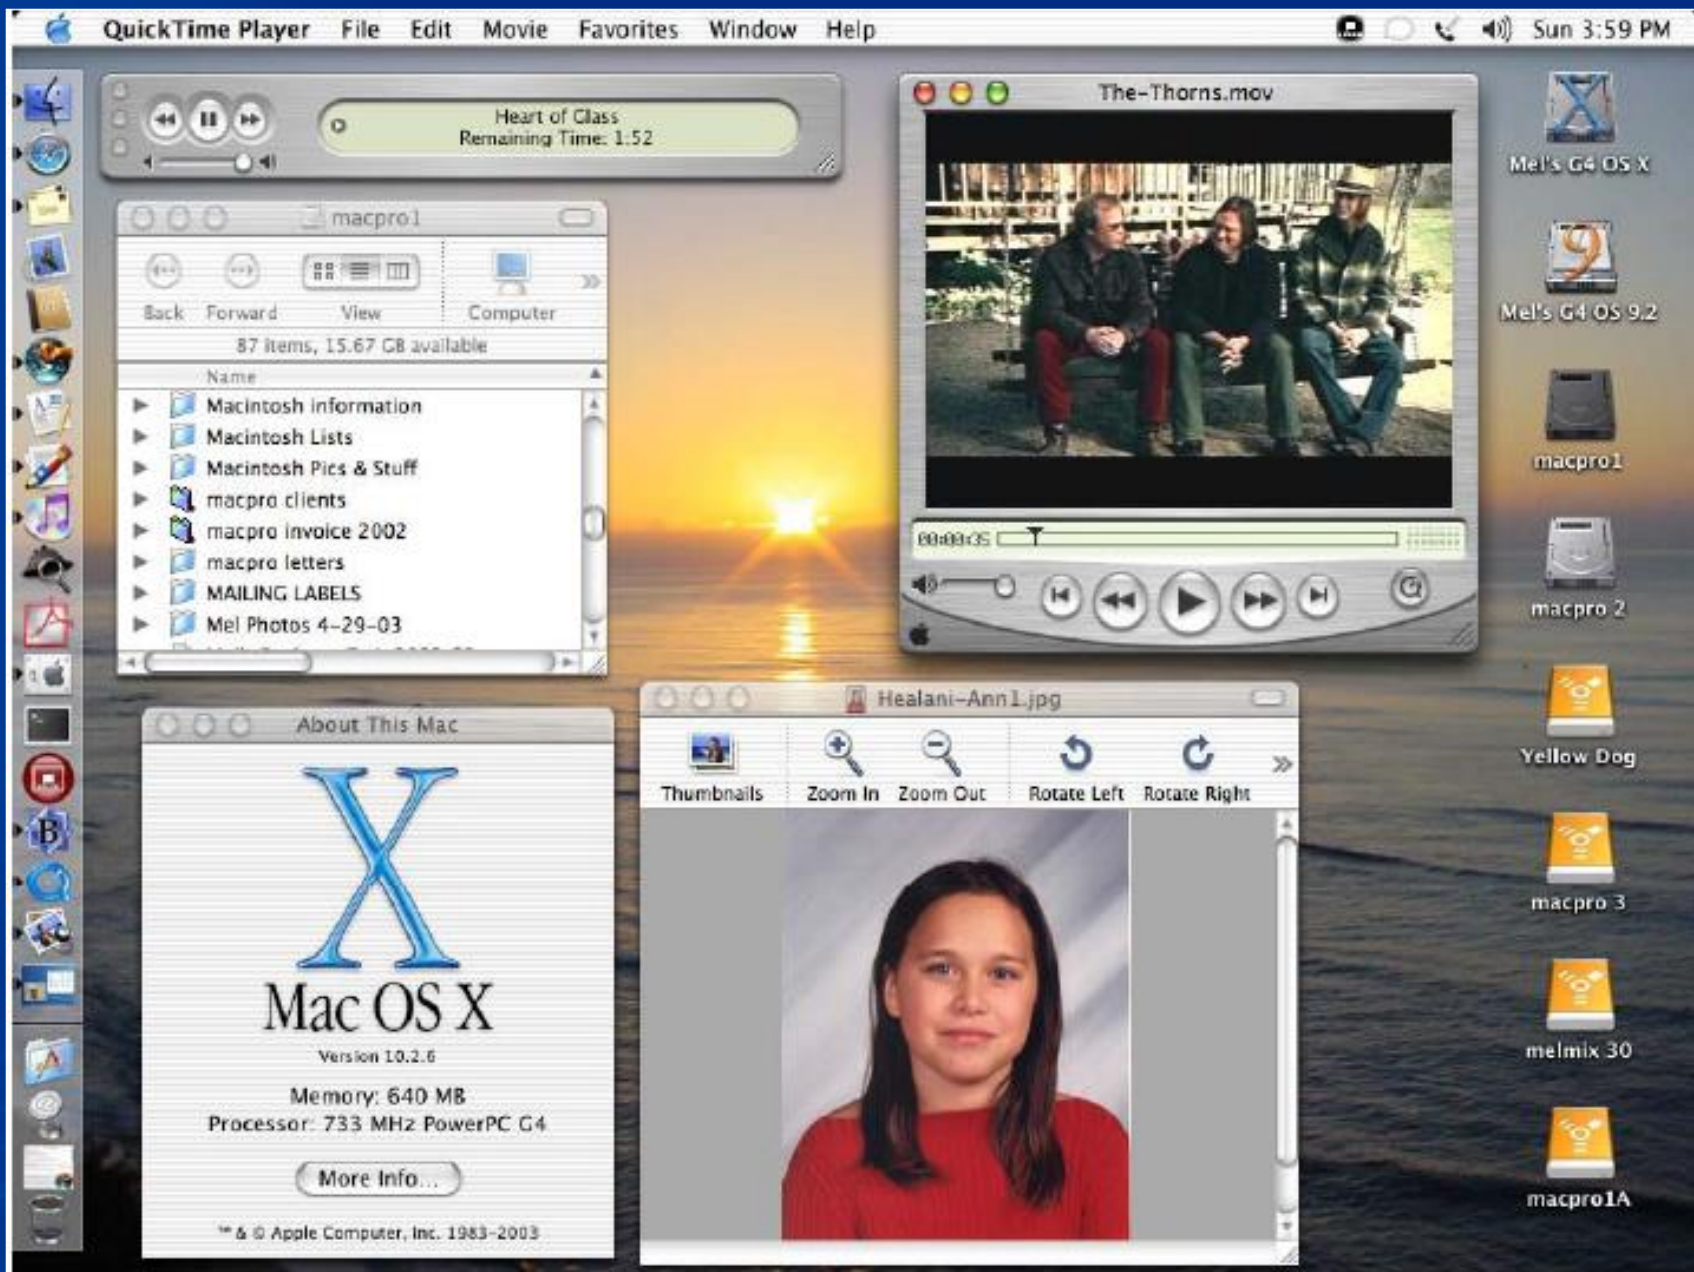 QuickTime Player File Edit Movie Favorites Window Help
Sun 3:59 PM
Heart of Glass
Remaining Time: 1:52
The-Thorns.mov
00:00:35
macpro1
Back Forward View Computer
87 items, 15.67 GB available
Name
Macintosh information
Macintosh Lists
Macintosh Pics & Stuff
macpro clients
macpro invoice 2002
macpro letters
MAILING LABELS
Mel Photos 4-29-03
About This Mac
X
Mac OS X
Version 10.2.6
Memory: 640 MB
Processor: 733 MHz PowerPC G4
More Info...
™ & © Apple Computer, Inc. 1983-2003
Healani-Ann1.jpg
Thumbnails Zoom In Zoom Out Rotate Left Rotate Right
X
Mel's G4 OS X
9
Mel's G4 OS 9.2
macpro1
macpro 2
Yellow Dog
macpro 3
melmix 30
macpro1A
B